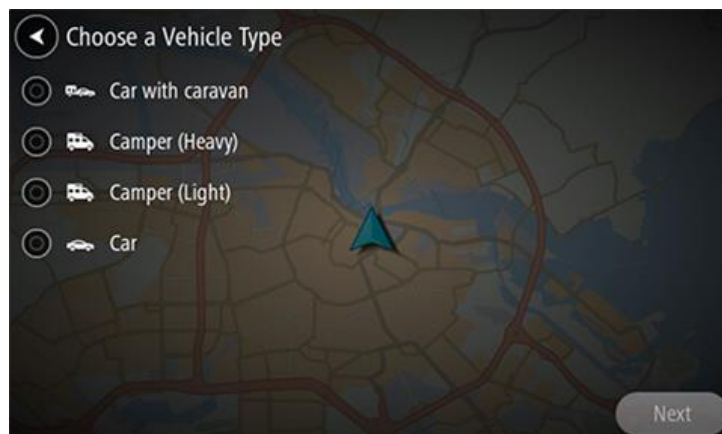 Choose a Vehicle Type
Car with caravan
Camper (Heavy)
Camper (Light)
Car
Next